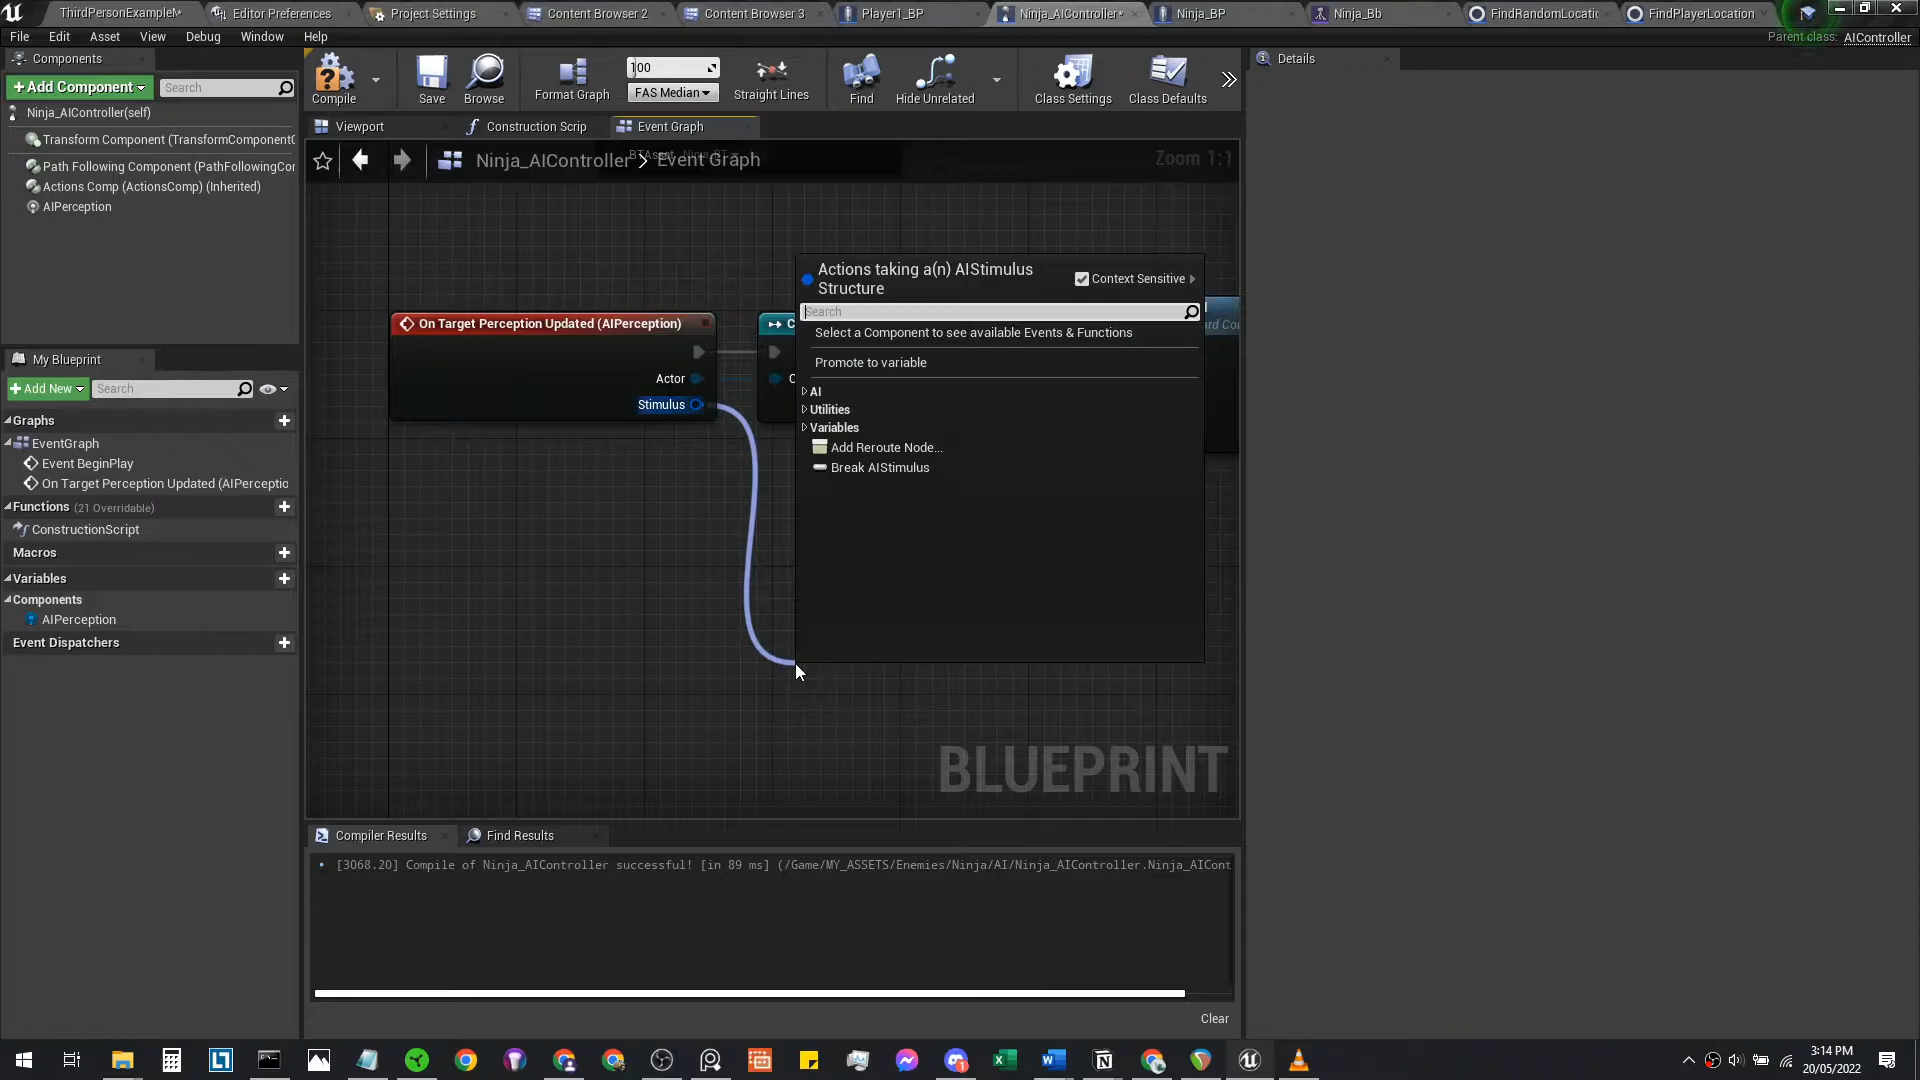 ThirdPersonExampleM*
Editor Preferences
Project Settings
Content Browser 2
Content Browser 3
Player1_BP
Ninja_AIController*
Ninja_BP
Ninja_Bb
FindRandomLocatic
FindPlayerLocation
File Edit Asset View Debug Window Help
Parent class: AIController
Components
+Add Component
Search
Ninja_AIController(self)
Transform Component (TransformComponent0
Path Following Component (PathFollowingCor
Actions Comp (ActionsComp) (Inherited)
AIPerception
Compile
Save
Browse
Format Graph
100
FAS Median
Straight Lines
Find
Hide Unrelated
Class Settings
Class Defaults
Details
Viewport
Construction Scrip
Event Graph
BTAsset Ninja_BT
Ninja_AIController > Event Graph
Zoom 1:1
On Target Perception Updated (AIPerception)
Actor
Stimulus
C
Actions taking a(n) AIStimulus
Structure
Context Sensitive
Search
Select a Component to see available Events & Functions
Promote to variable
AI
Utilities
Variables
Add Reroute Node...
Break AIStimulus
BLUEPRINT
My Blueprint
+Add New
Search
Graphs
EventGraph
Event BeginPlay
On Target Perception Updated (AIPerceptio
Functions (21 Overridable)
ConstructionScript
Macros
Variables
Components
AIPerception
Event Dispatchers
Compiler Results
Find Results
[3068.20] Compile of Ninja_AIController successful! [in 89 ms] (/Game/MY_ASSETS/Enemies/Ninja/AI/Ninja_AIController.Ninja_AICont
Clear
3:14 PM
20/05/2022